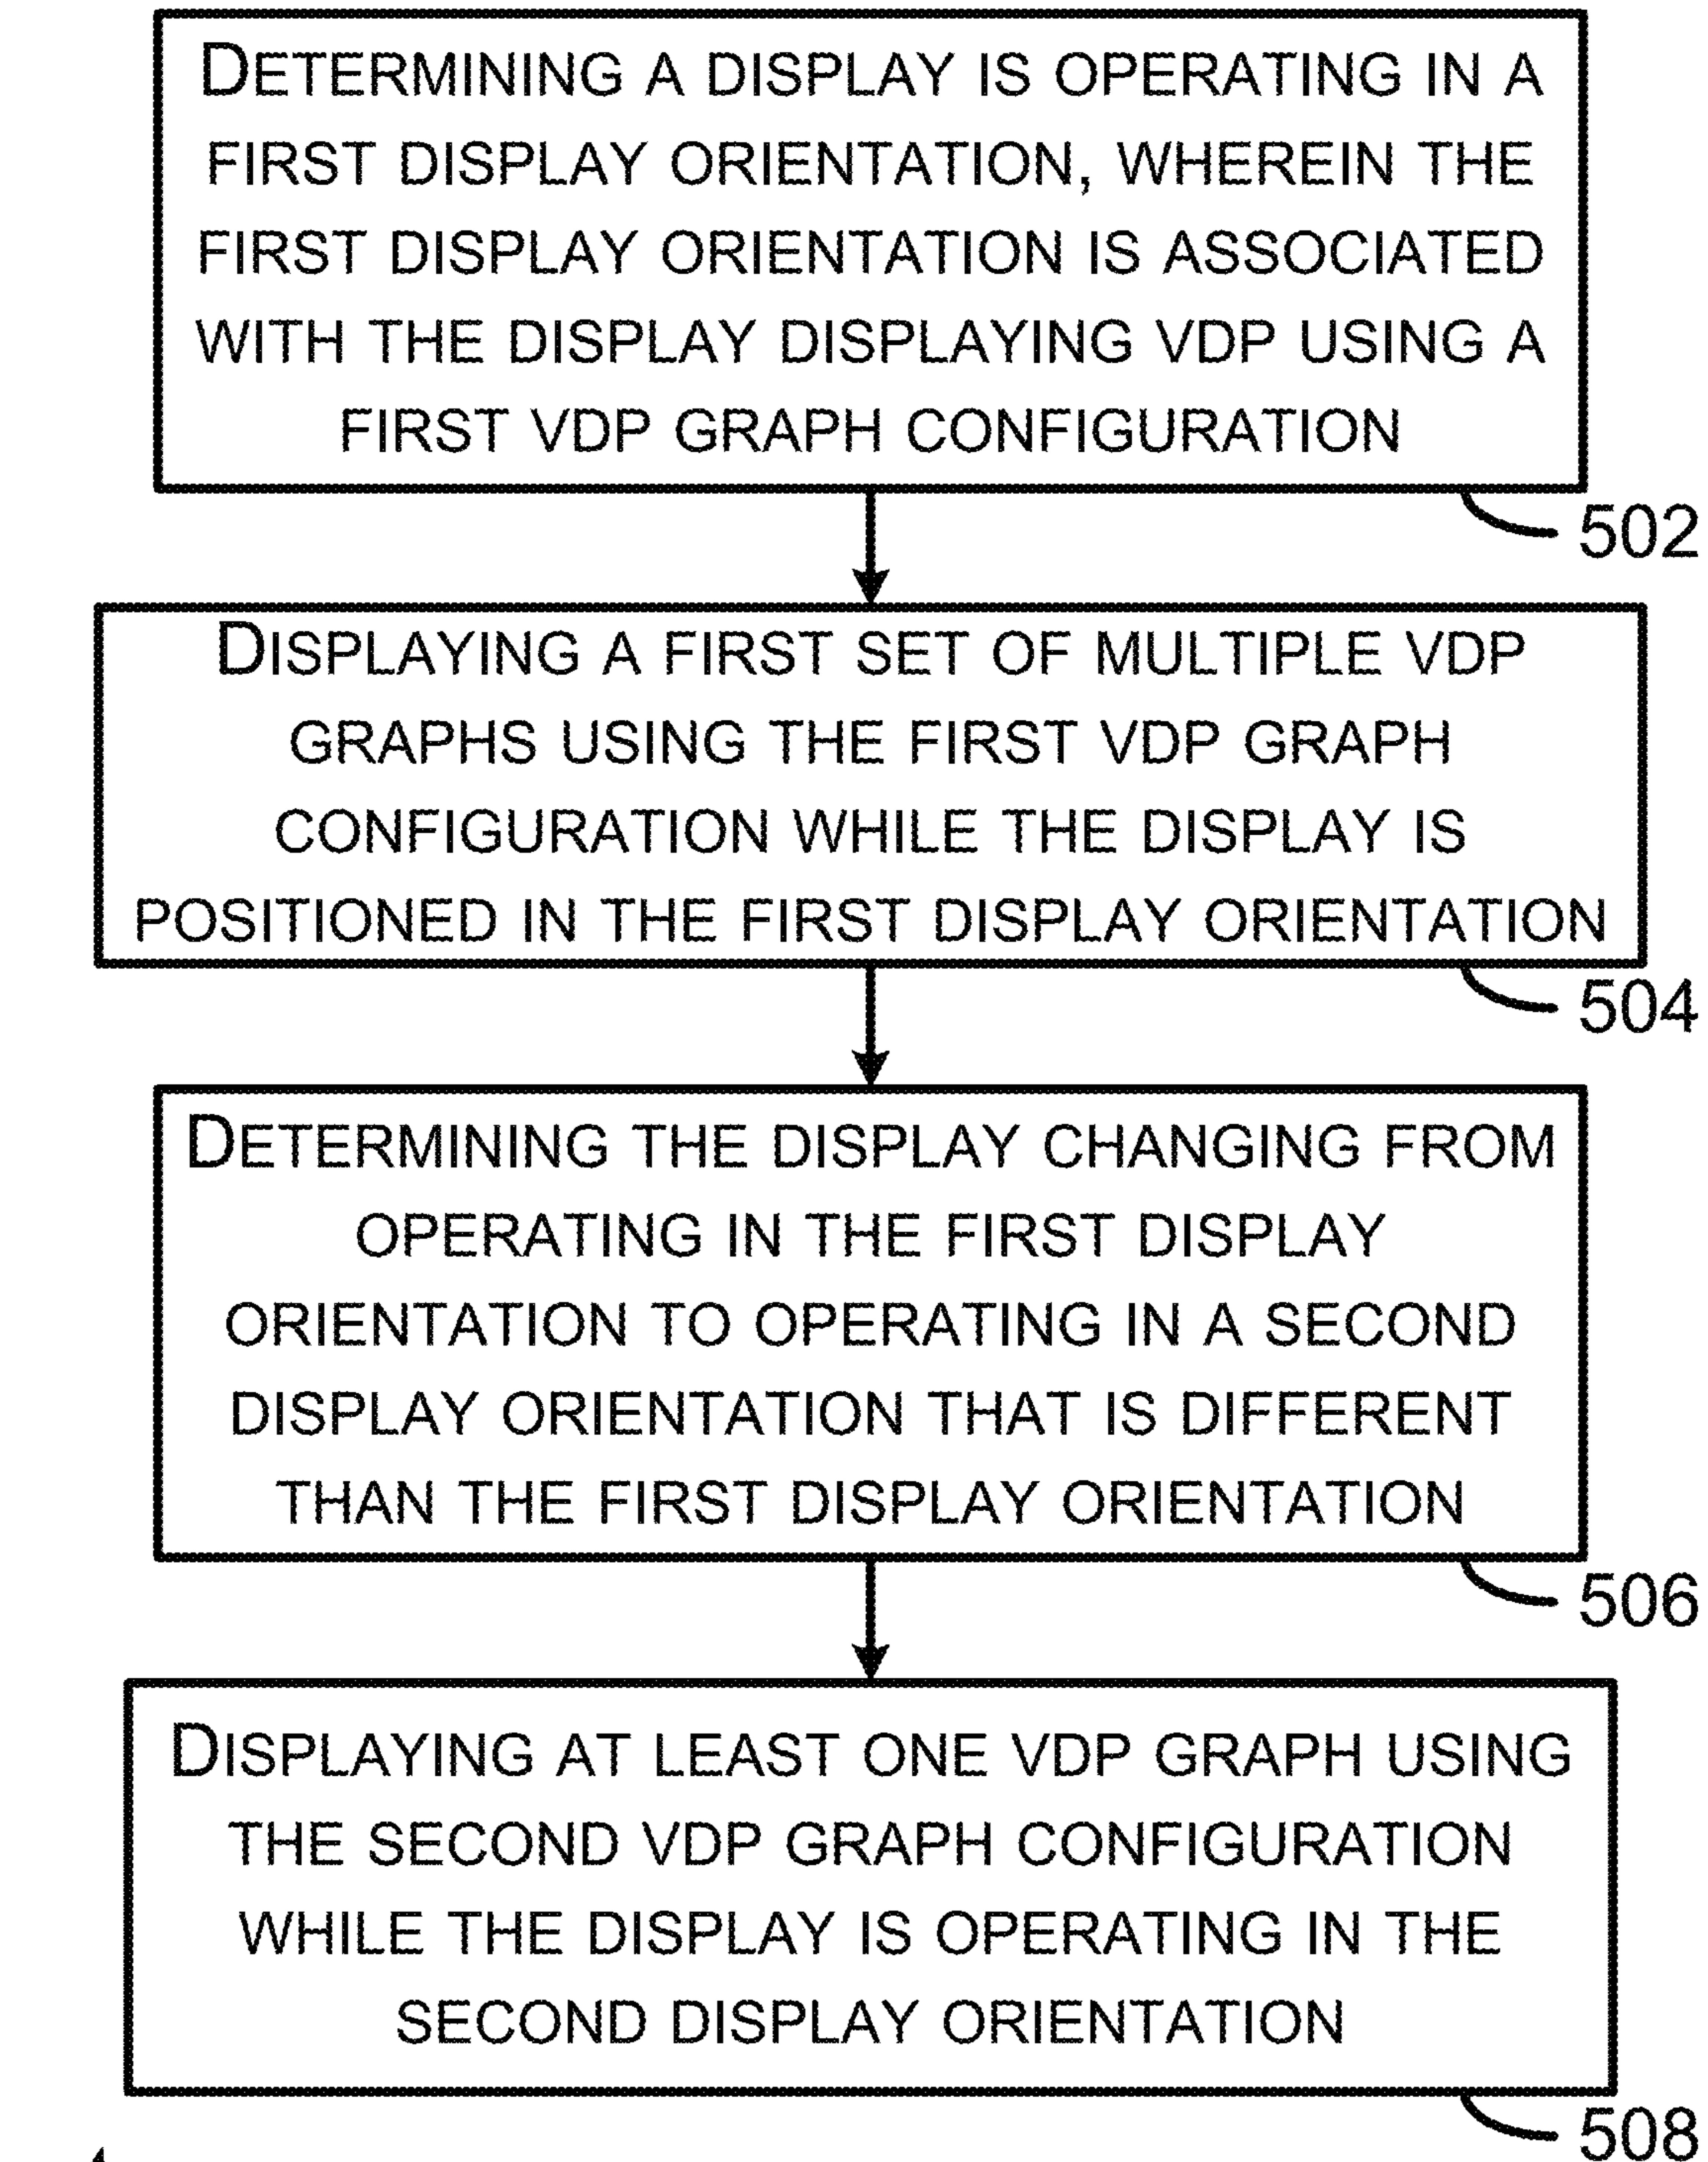 DETERMINING A DISPLAY IS OPERATING IN A
FIRST DISPLAY ORIENTATION, WHEREIN THE
FIRST DISPLAY ORIENTATION IS ASSOCIATED
WITH THE DISPLAY DISPLAYING VDP USING A
FIRST VDP GRAPH CONFIGURATION
502
DISPLAYING A FIRST SET OF MULTIPLE VDP
GRAPHS USING THE FIRST VDP GRAPH
CONFIGURATION WHILE THE DISPLAY IS
POSITIONED IN THE FIRST DISPLAY ORIENTATION
504
DETERMINING THE DISPLAY CHANGING FROM
OPERATING IN THE FIRST DISPLAY
ORIENTATION TO OPERATING IN A SECOND
DISPLAY ORIENTATION THAT IS DIFFERENT
THAN THE FIRST DISPLAY ORIENTATION
506
DISPLAYING AT LEAST ONE VDP GRAPH USING
THE SECOND VDP GRAPH CONFIGURATION
WHILE THE DISPLAY IS OPERATING IN THE
SECOND DISPLAY ORIENTATION
508